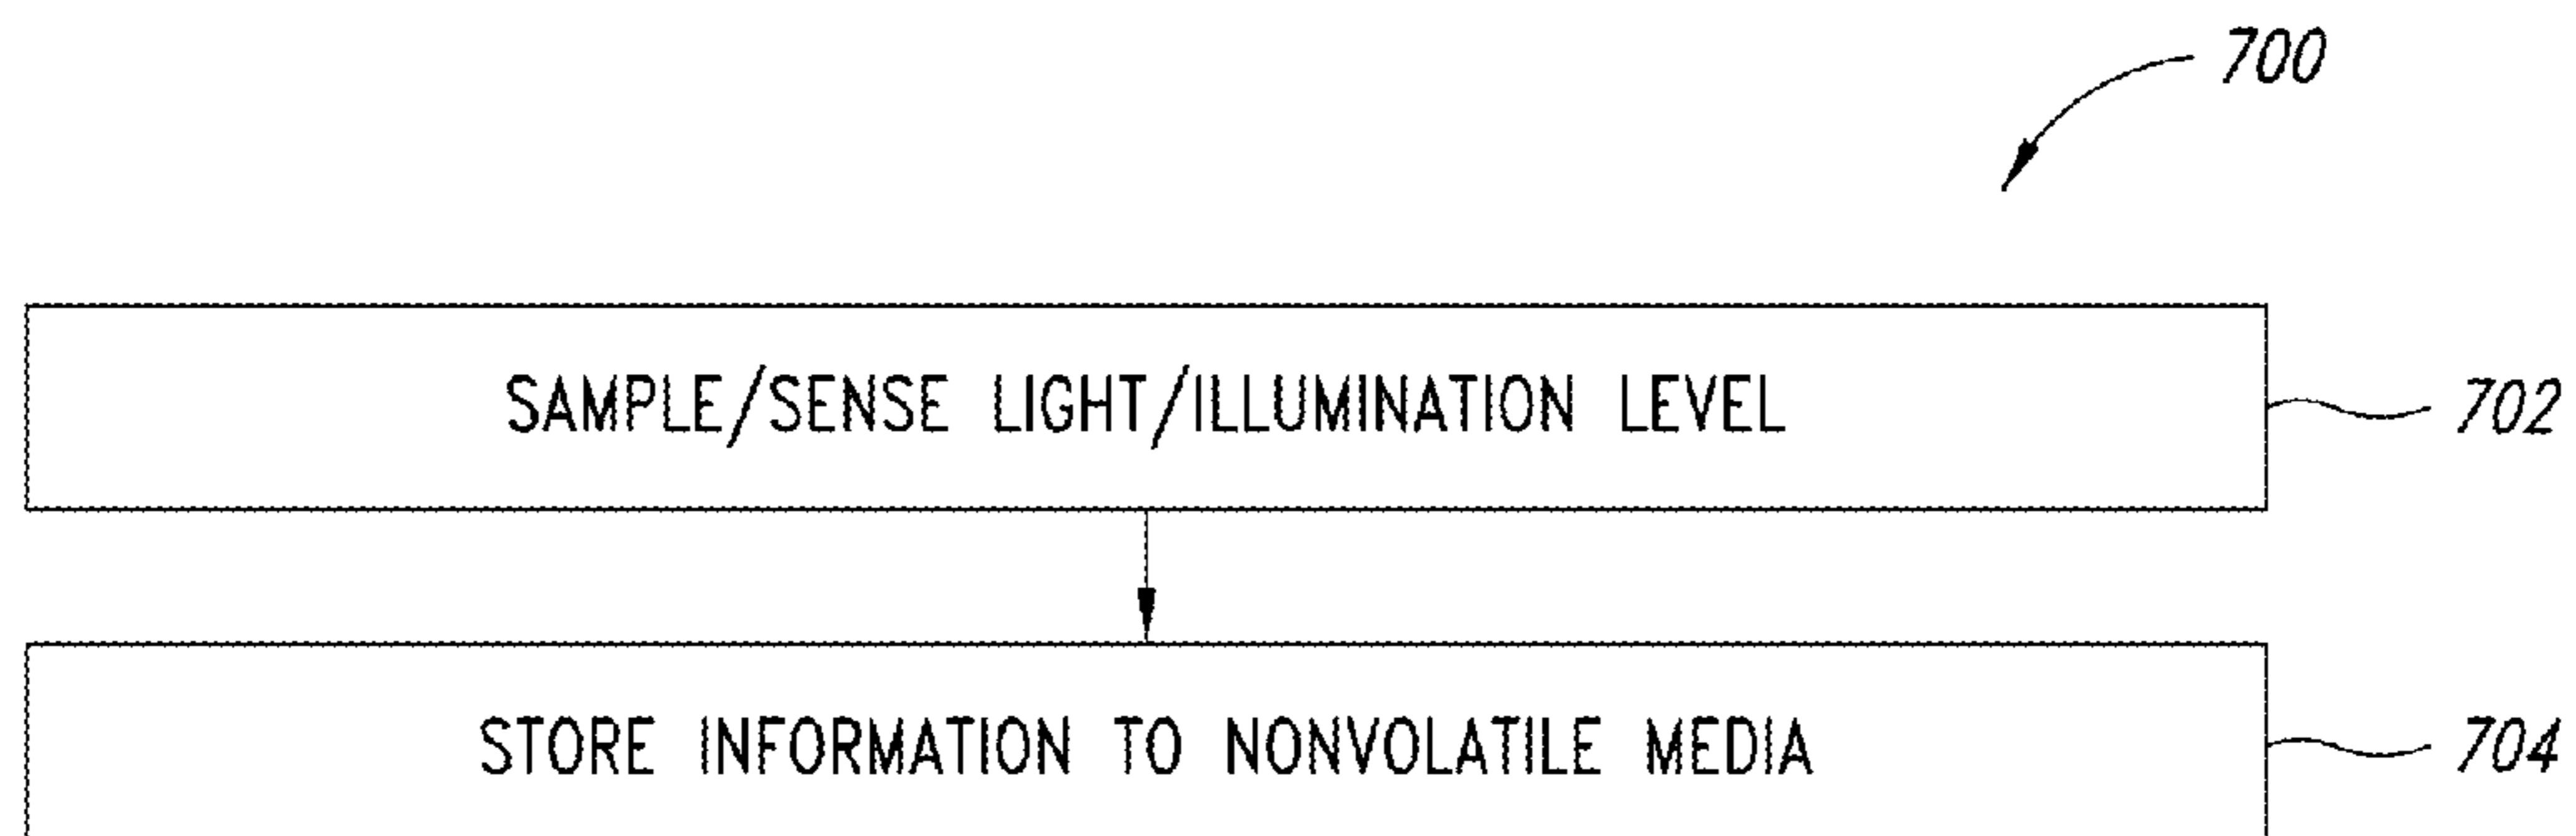 700
SAMPLE/SENSE LIGHT/ILLUMINATION LEVEL
702
STORE INFORMATION TO NONVOLATILE MEDIA
704